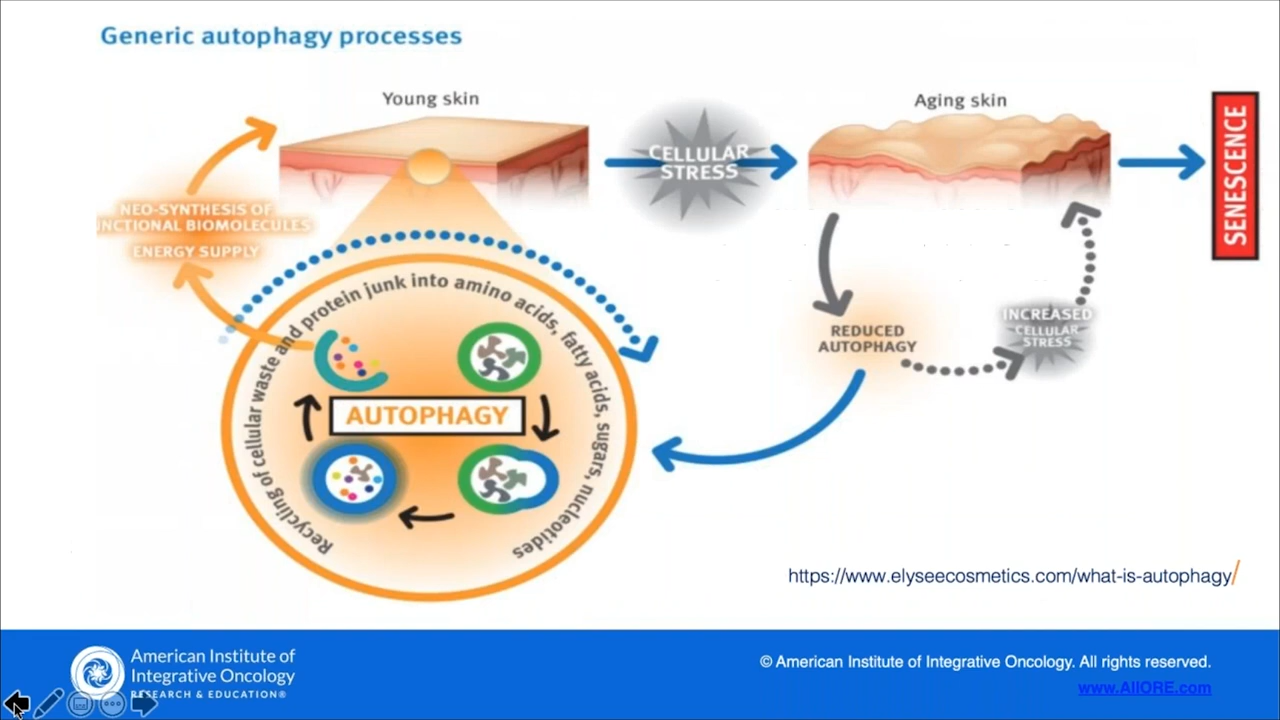 Generic autophagy processes
Young skin
Aging skin
CELLULAR
STRESS
SENESCENCE
NEO-SYNTHESIS OF
NCTIONAL BIOMOLECULES
ENERGY SUPPLY
Recycling of cellular waste and protein junk into amino acids, fatty acids, sugars, nucleotides
AUTOPHAGY
REDUCED
AUTOPHAGY
INCREASED
CELLULAR
STRESS
https://www.elyseecosmetics.com/what-is-autophagy/
American Institute of
Integrative Oncology
RESEARCH & EDUCATION®
© American Institute of Integrative Oncology. All rights reserved.
www.AIIORE.com